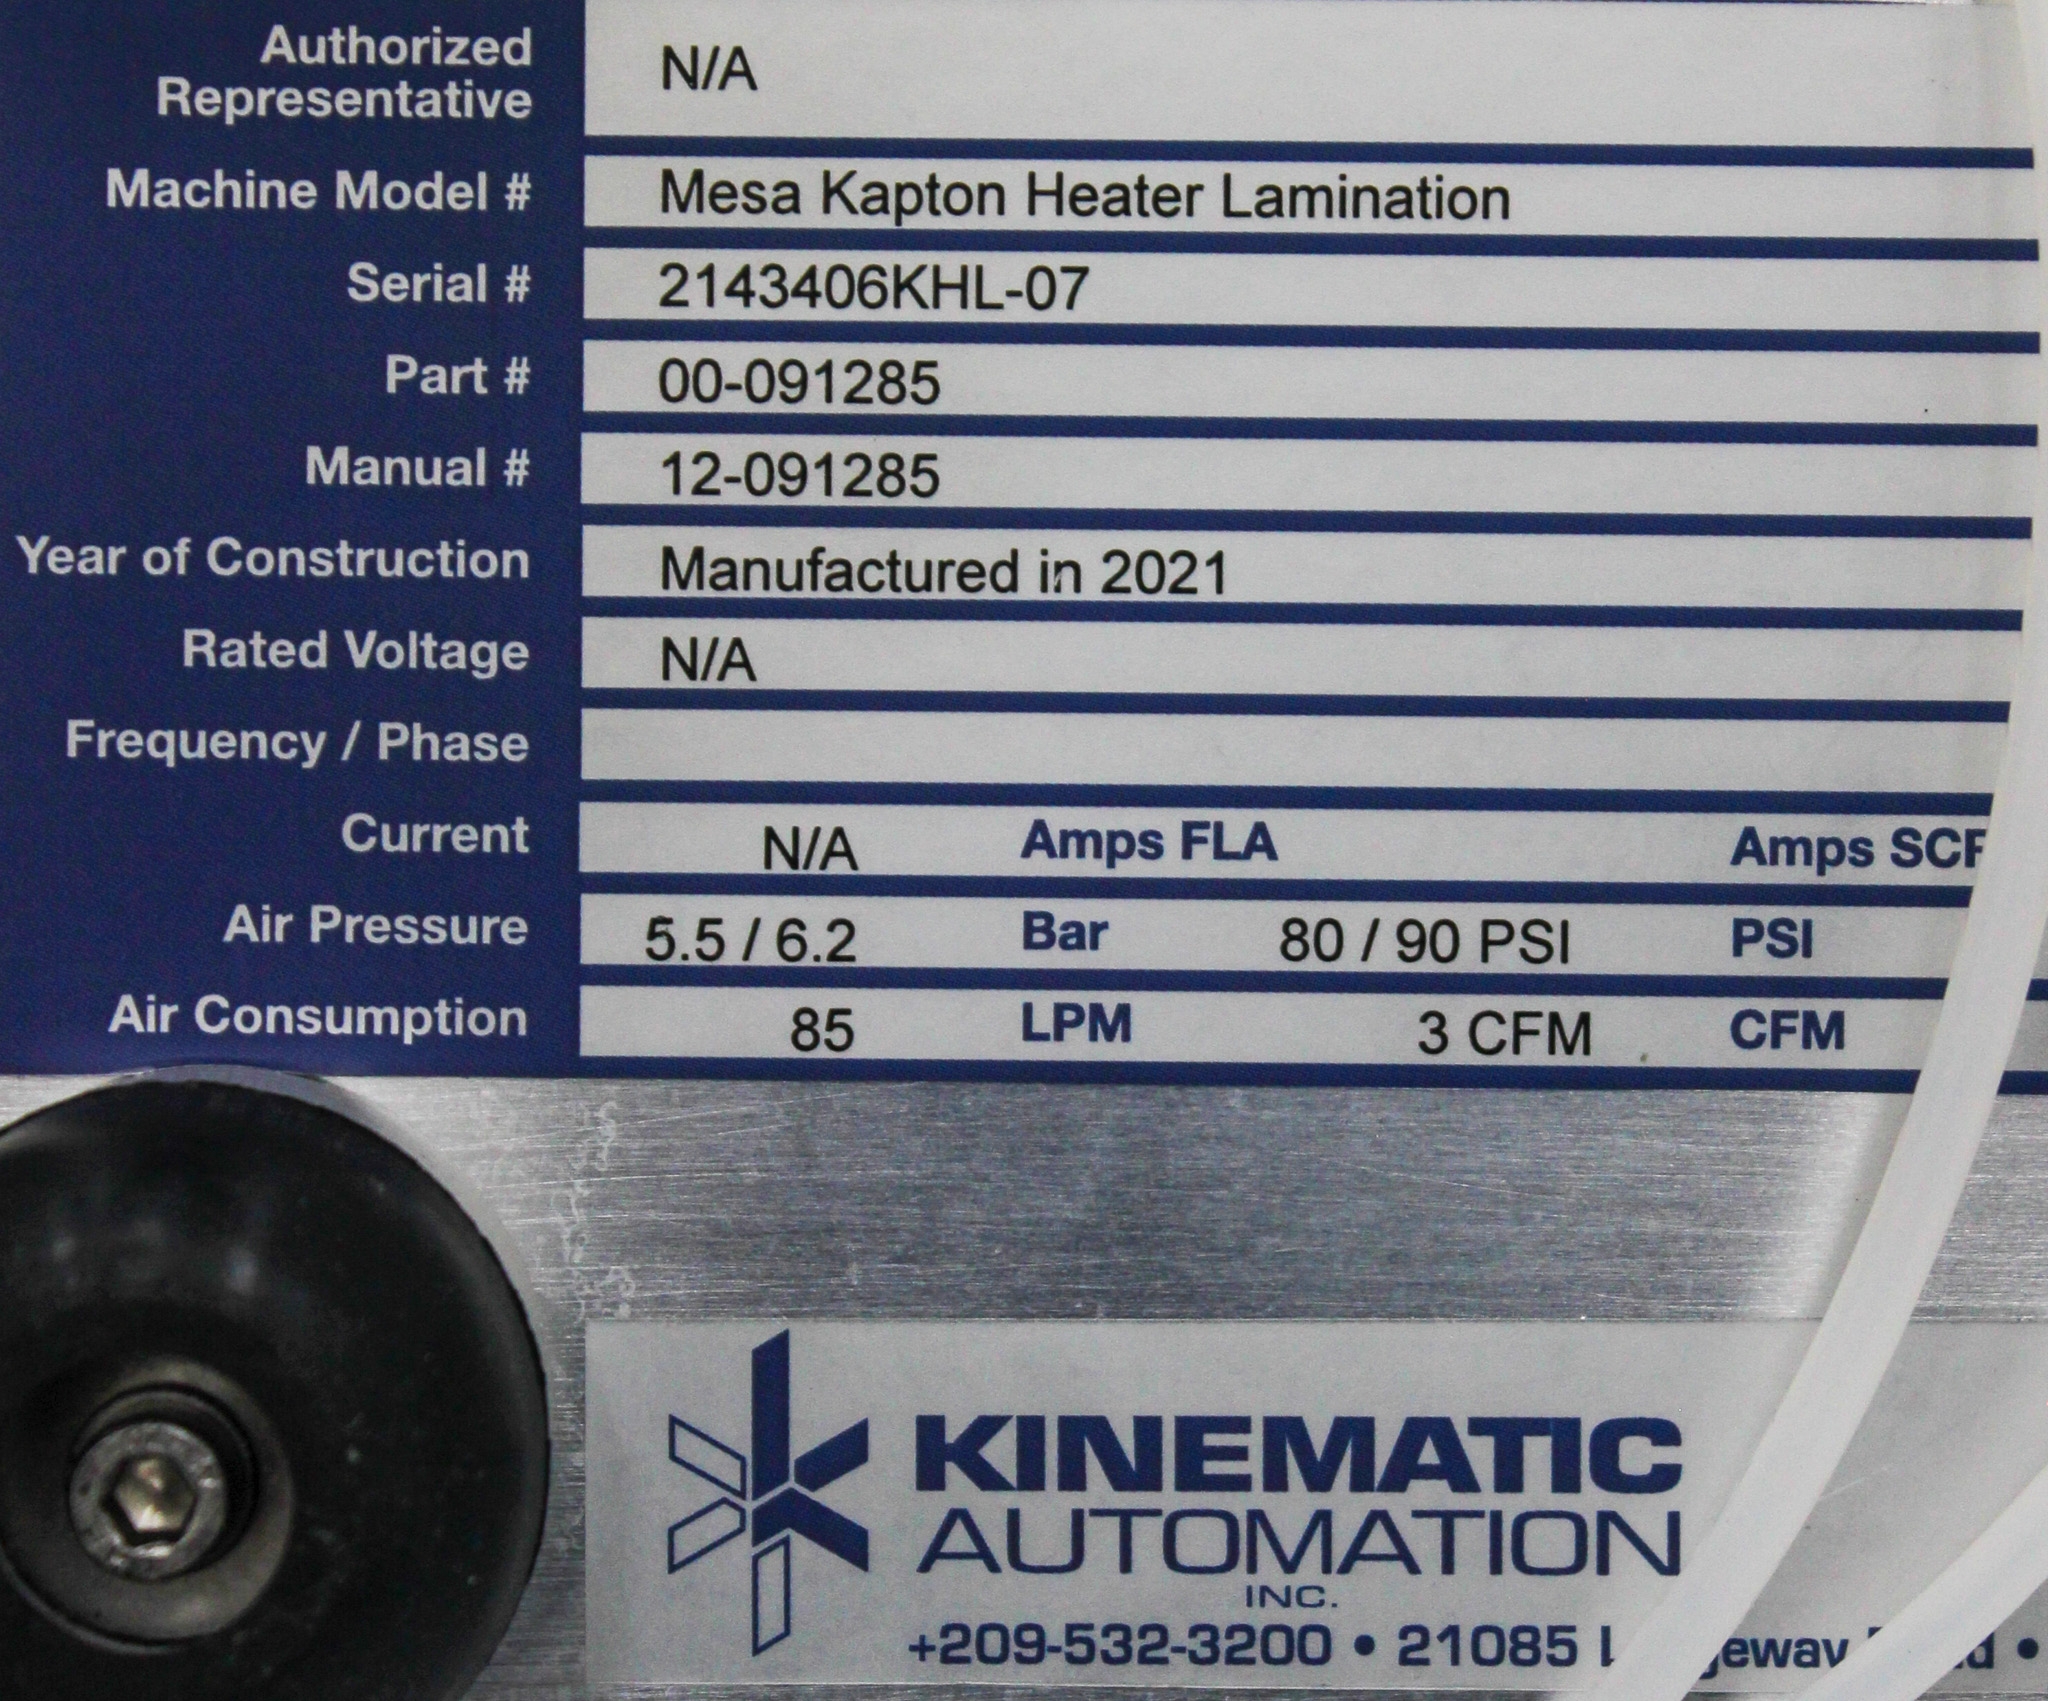 Authorized
Representative N/A
Machine Model # Mesa Kapton Heater Lamination
Serial # 2143406KHL-07
Part # 00-091285
Manual # 12-091285
Year of Construction Manufactured in 2021
Rated Voltage N/A
Frequency / Phase
Current N/A Amps FLA Amps
Air Pressure 5.5 / 6.2 Bar 80 / 90 PSI PSI
Air Consumption 85 LPM 3 CFM CFM
KINEMATIC
AUTOMATION
INC.
+209-532-3200 • 21085